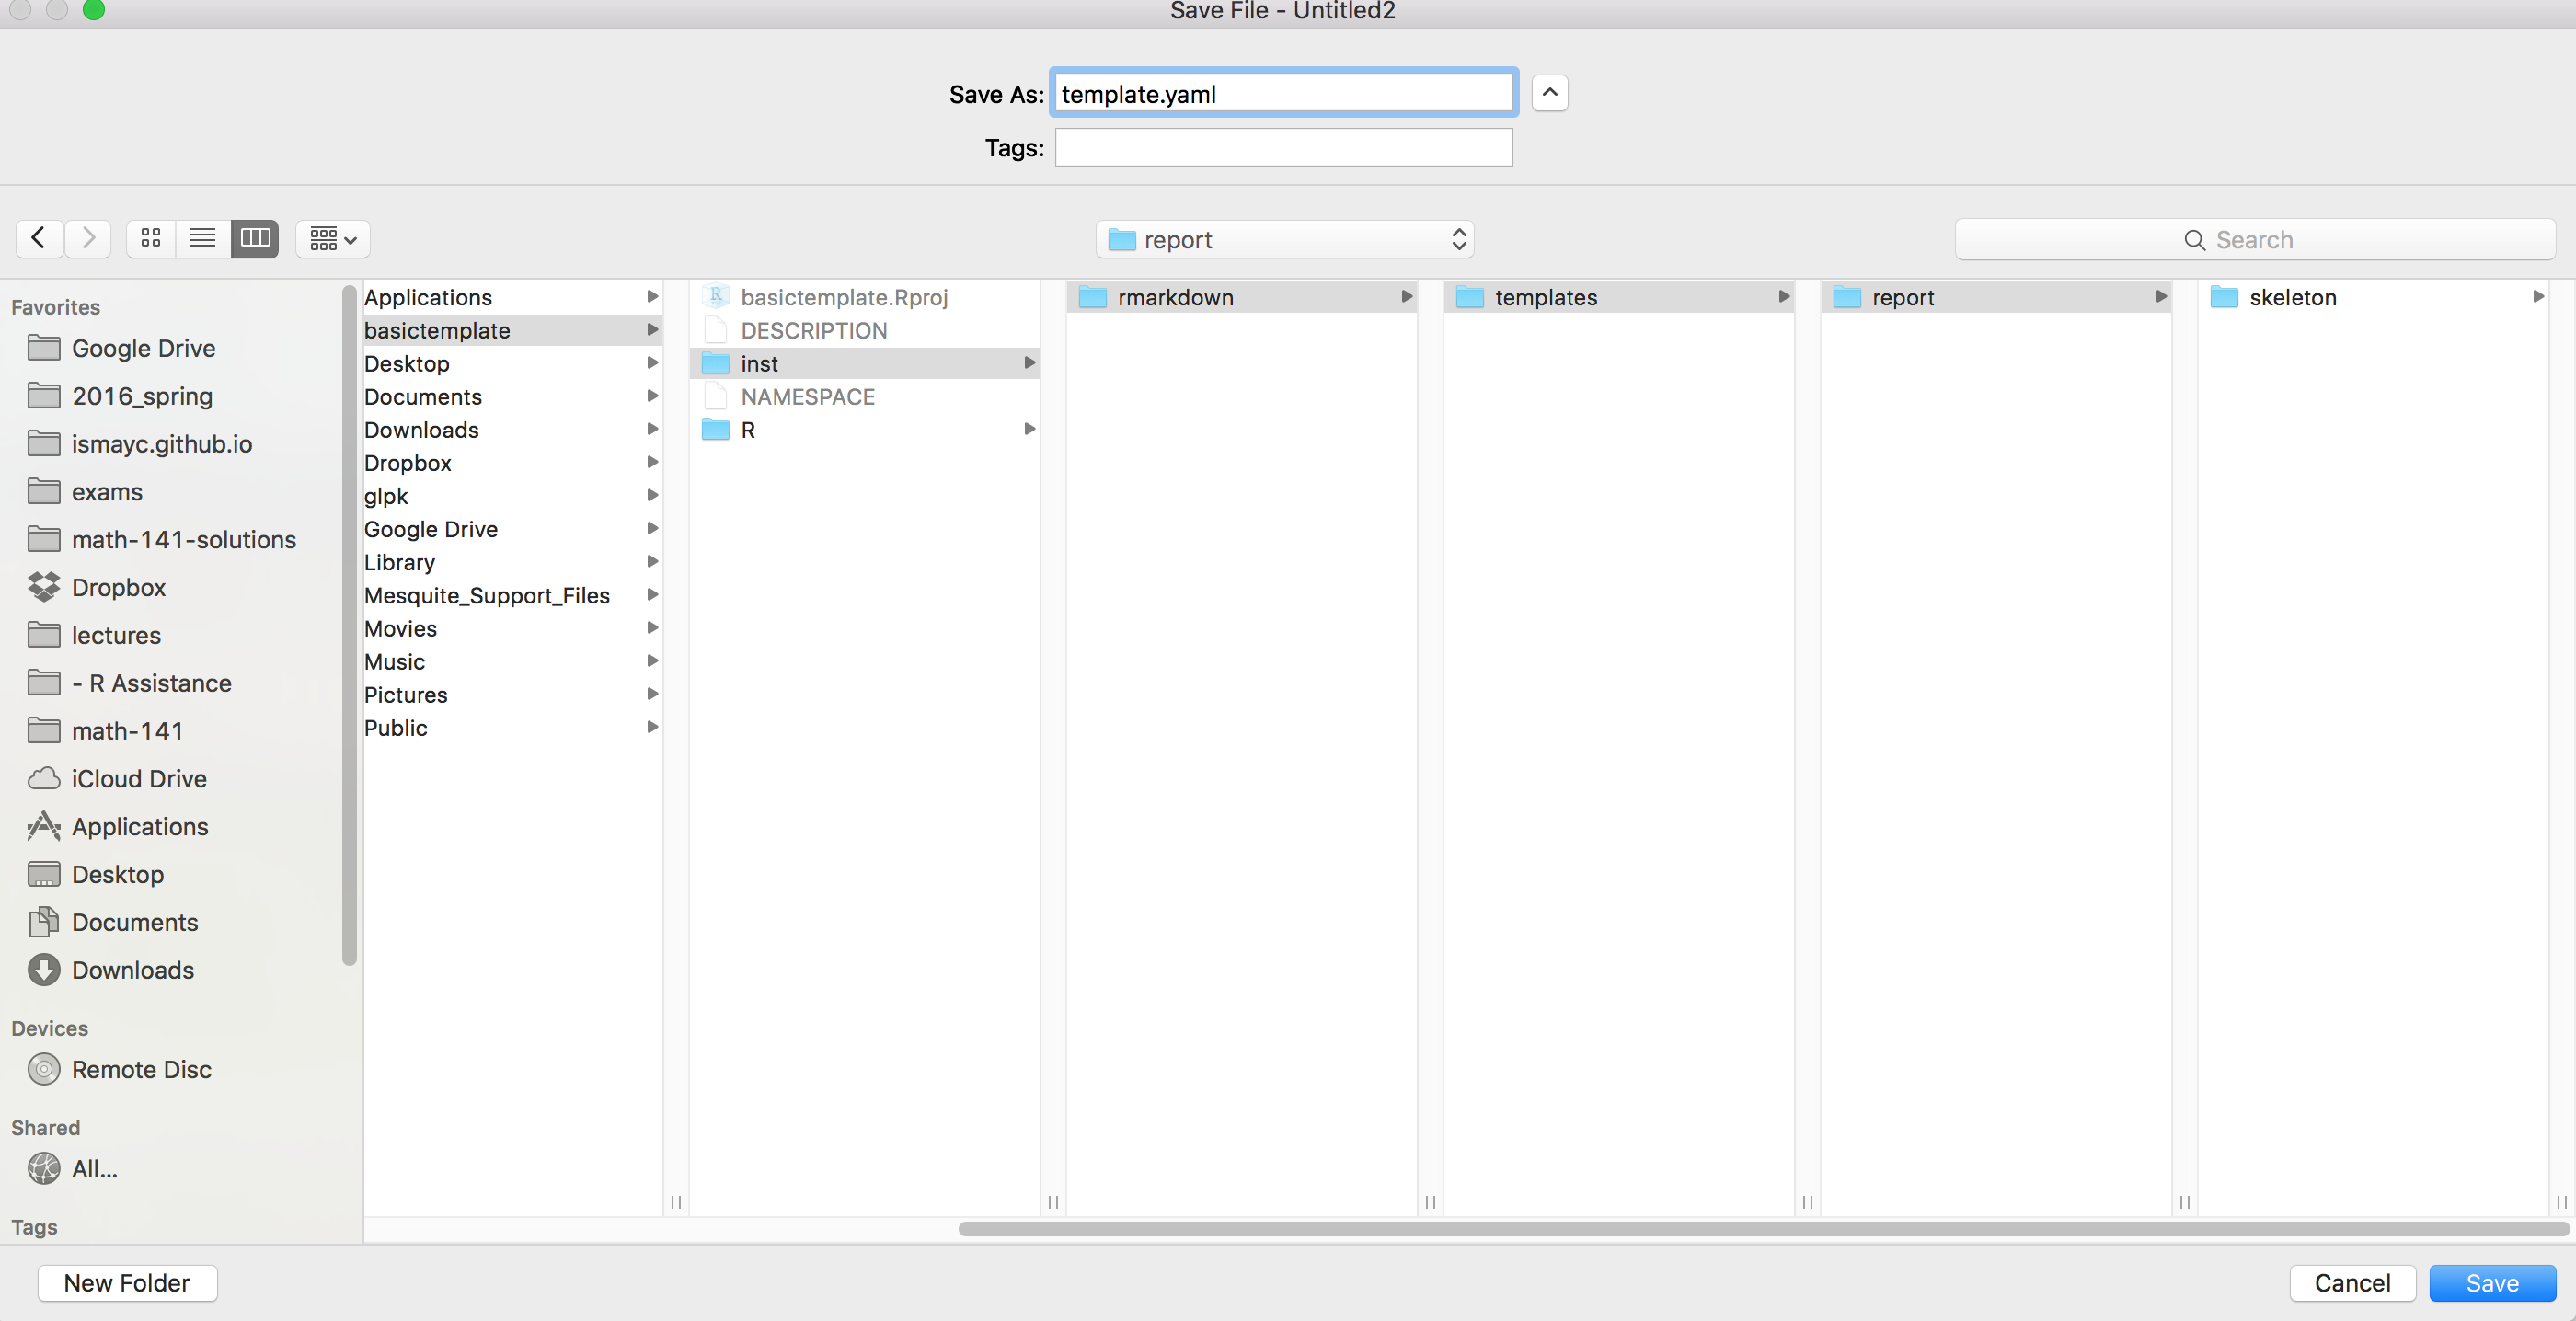 Save File - Untitled2
Save As: template.yaml
Tags:
report
Search
Favorites
Google Drive
2016_spring
ismayc.github.io
exams
math-141-solutions
Dropbox
lectures
- R Assistance
math-141
iCloud Drive
Applications
Desktop
Documents
Downloads
Devices
Remote Disc
Shared
All...
Tags
Applications
basictemplate
Desktop
Documents
Downloads
Dropbox
glpk
Google Drive
Library
Mesquite_Support_Files
Movies
Music
Pictures
Public
basictemplate.Rproj
DESCRIPTION
inst
NAMESPACE
R
rmarkdown
templates
report
skeleton
New Folder
Cancel
Save